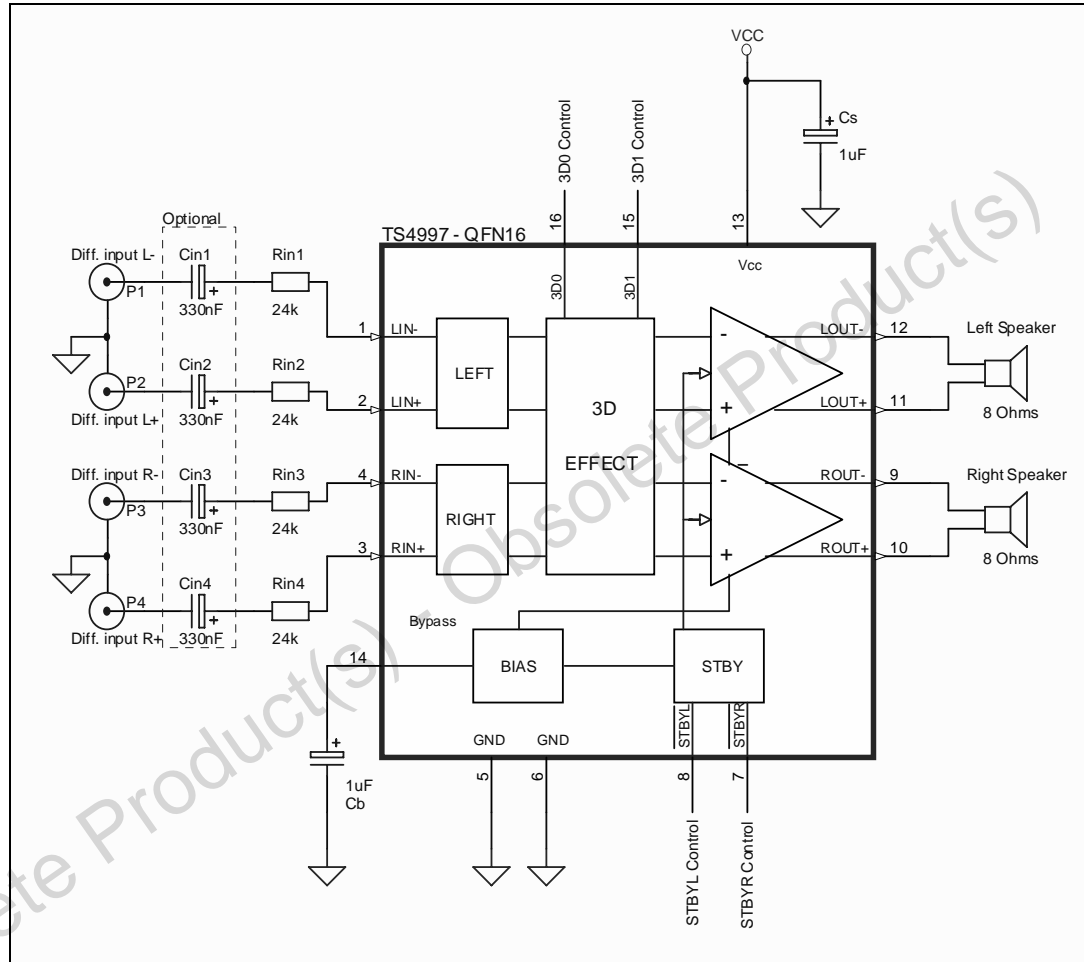 VCC
+ Cs
1uF
3D0 Control
3D1 Control
16
15
13
Optional
TS4997 - QFN16
Vcc
3D0
3D1
Diff. input L-
P1
Cin1
+
330nF
Rin1
24k
1
LIN-
P2
Diff. input L+
Cin2
+
330nF
Rin2
24k
2
LIN+
LEFT
3D
EFFECT
-
+
LOUT-
12
LOUT+
11
Left Speaker
8 Ohms
Diff. input R-
P3
Cin3
+
330nF
Rin3
24k
4
RIN-
P4
Diff. input R+
Cin4
+
330nF
Rin4
24k
3
RIN+
RIGHT
-
+
ROUT-
9
ROUT+
10
Right Speaker
8 Ohms
Bypass
14
BIAS
STBY
STBYL
STBYR
+
1uF
Cb
GND
GND
5
6
8
7
STBYL Control
STBYR Control
ete Product(s) - Obsolete Product(s)